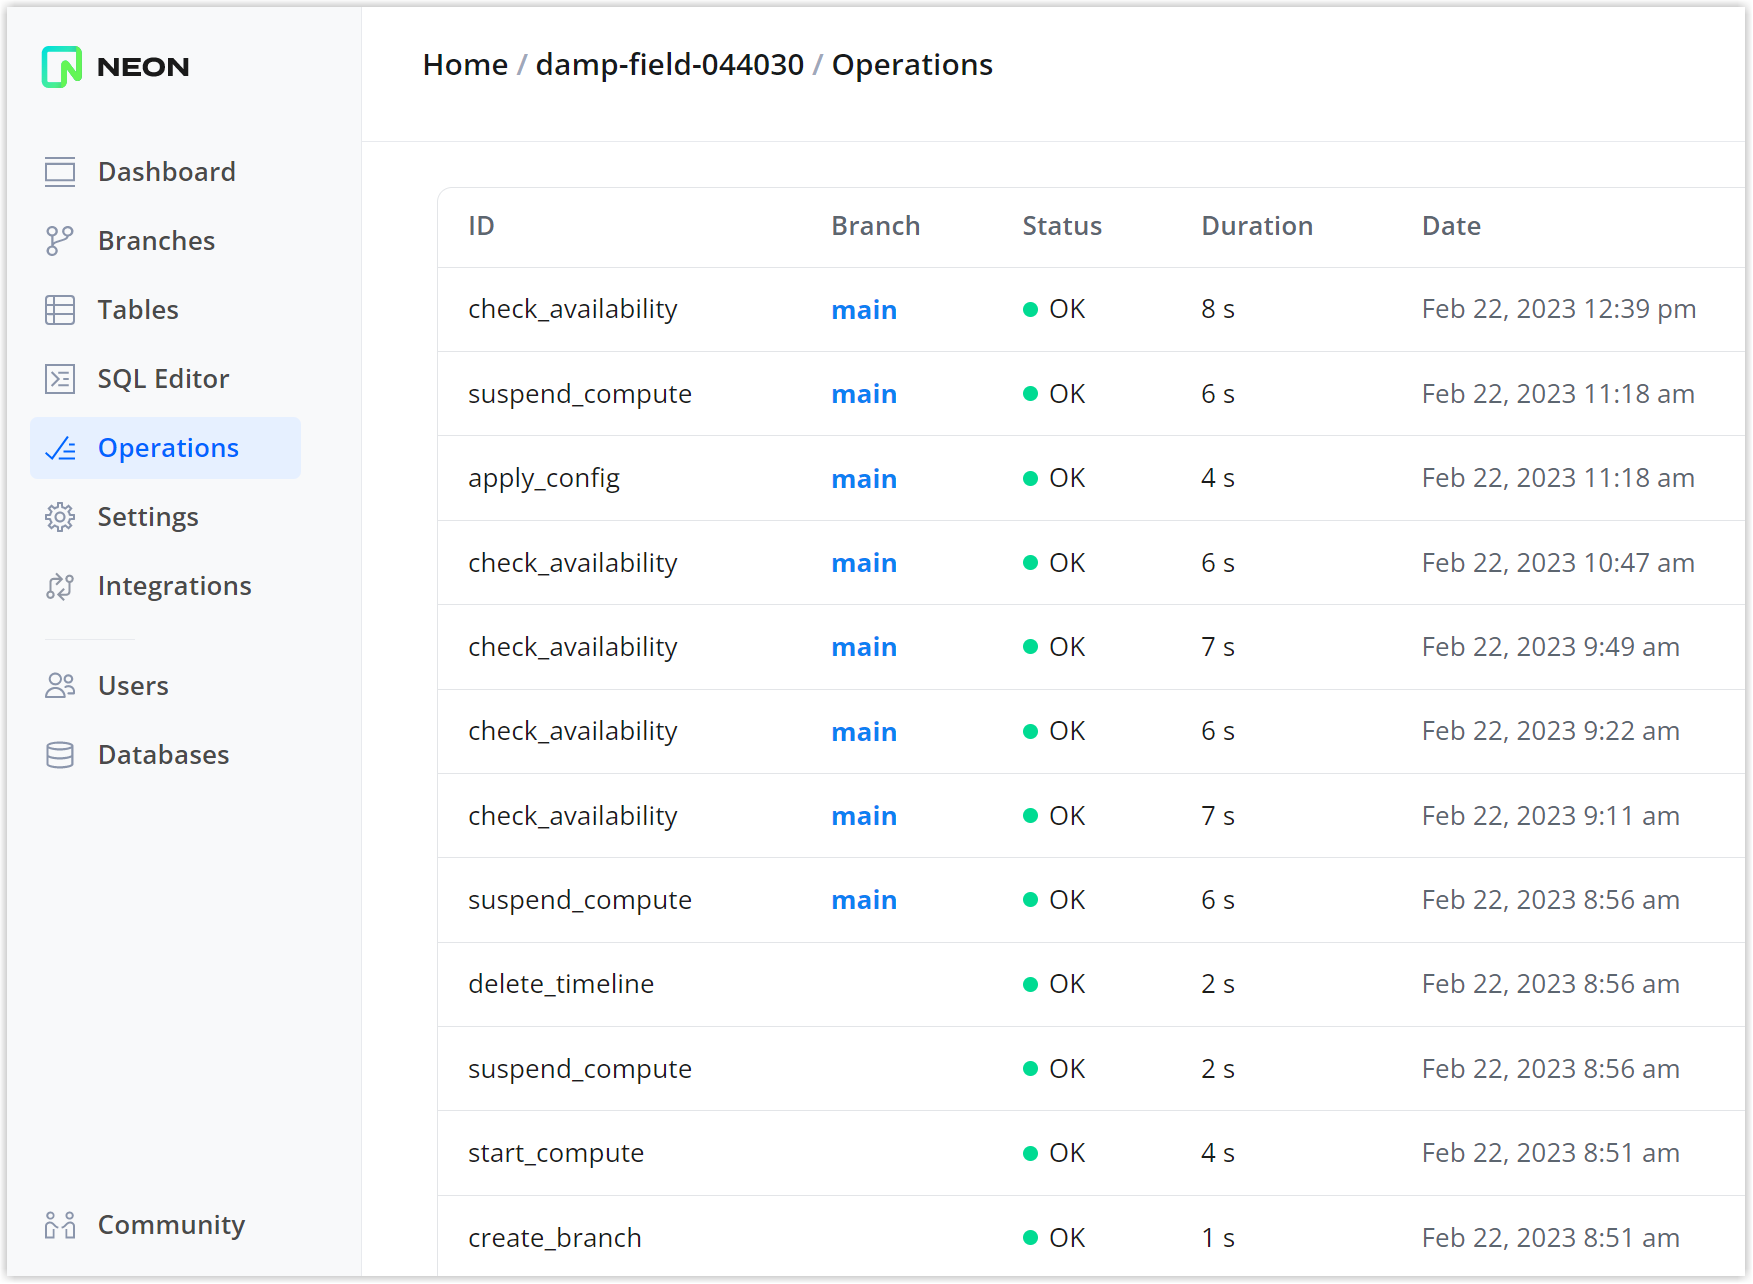 NEON
Home / damp-field-044030 / Operations
Dashboard
Branches
Tables
SQL Editor
Operations
Settings
Integrations
Users
Databases
Community
ID Branch Status Duration Date
check_availability main OK 8 s Feb 22, 2023 12:39 pm
suspend_compute main OK 6 s Feb 22, 2023 11:18 am
apply_config main OK 4 s Feb 22, 2023 11:18 am
check_availability main OK 6 s Feb 22, 2023 10:47 am
check_availability main OK 7 s Feb 22, 2023 9:49 am
check_availability main OK 6 s Feb 22, 2023 9:22 am
check_availability main OK 7 s Feb 22, 2023 9:11 am
suspend_compute main OK 6 s Feb 22, 2023 8:56 am
delete_timeline OK 2 s Feb 22, 2023 8:56 am
suspend_compute OK 2 s Feb 22, 2023 8:56 am
start_compute OK 4 s Feb 22, 2023 8:51 am
create_branch OK 1 s Feb 22, 2023 8:51 am